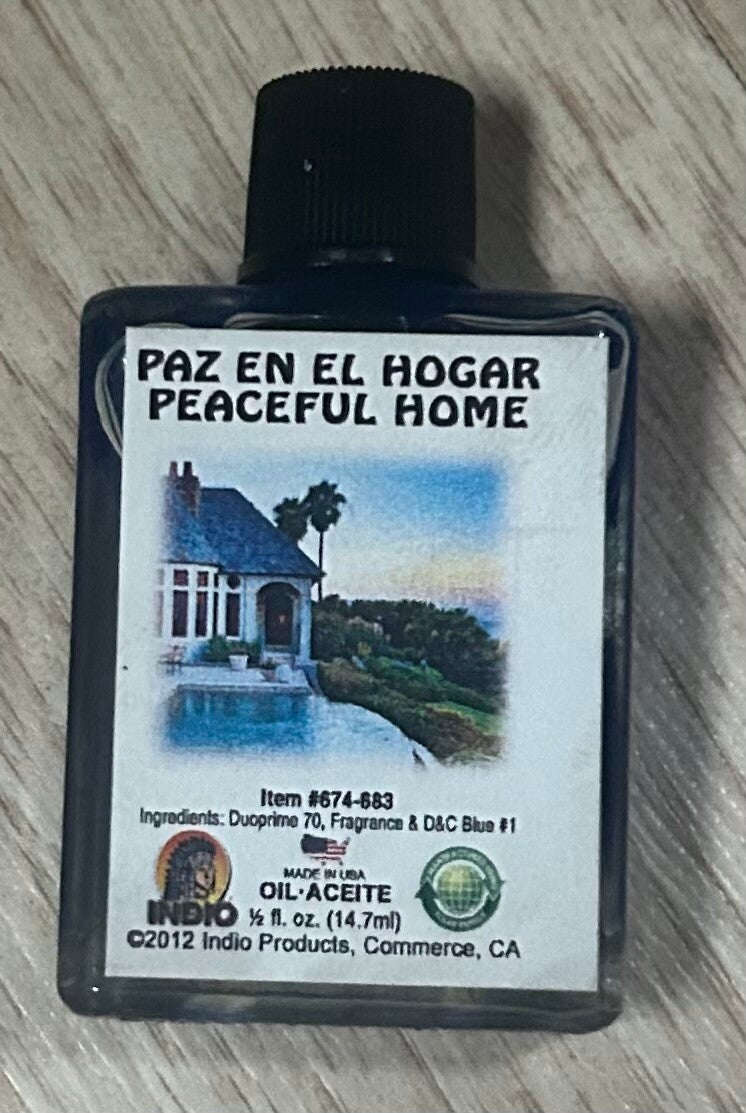 PAZ EN EL HOGAR
PEACEFUL HOME
Item #674-683
Ingredients: Duoprime 70, Fragrance & D&C Blue #1
MADE IN USA
OIL·ACEITE
INDIO ½ fl. oz. (14.7ml)
©2012 Indio Products, Commerce, CA